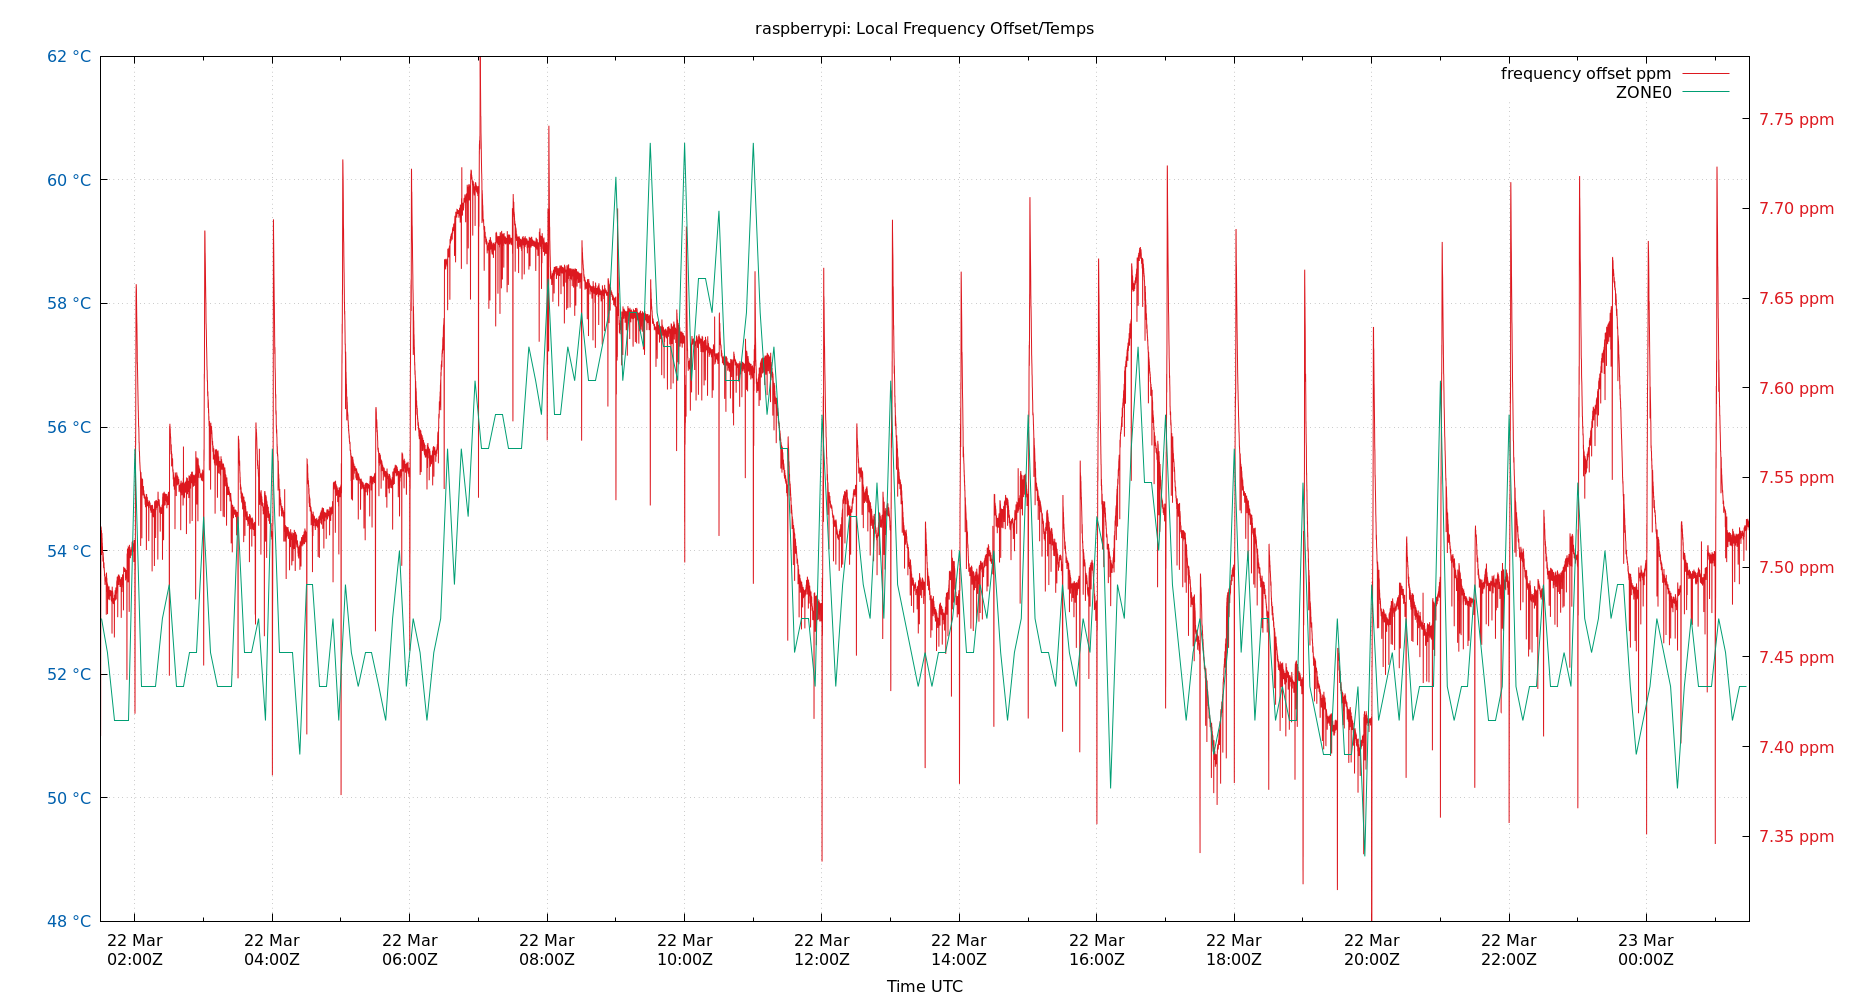 raspberrypi: Local Frequency Offset/Temps
frequency offset ppm
ZONE0
62 °C
60 °C
58 °C
56 °C
54 °C
52 °C
50 °C
48 °C
7.75 ppm
7.70 ppm
7.65 ppm
7.60 ppm
7.55 ppm
7.50 ppm
7.45 ppm
7.40 ppm
7.35 ppm
22 Mar 22 Mar 22 Mar 22 Mar 22 Mar 22 Mar 22 Mar 22 Mar 22 Mar 22 Mar 22 Mar 23 Mar
02:00Z 04:00Z 06:00Z 08:00Z 10:00Z 12:00Z 14:00Z 16:00Z 18:00Z 20:00Z 22:00Z 00:00Z
Time UTC